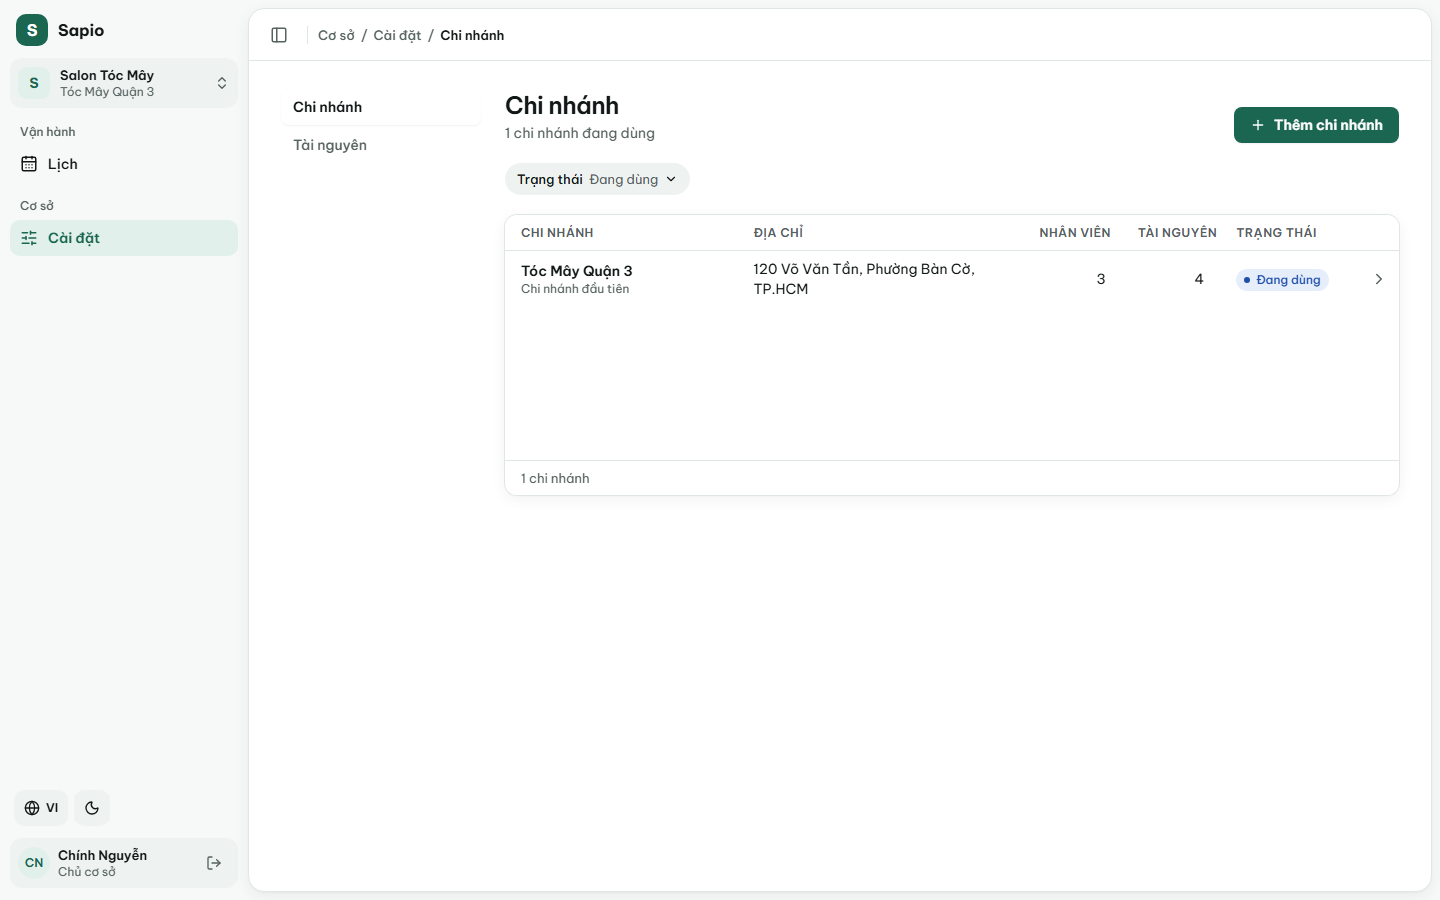 S Sapio
S Salon Tóc Mây
Tóc Mây Quận 3
Vận hành
Lịch
Cơ sở
Cài đặt
VI
CN Chính Nguyễn
Chủ cơ sở
Cơ sở / Cài đặt / Chi nhánh
Chi nhánh
Tài nguyên
Chi nhánh
1 chi nhánh đang dùng
Thêm chi nhánh
Trạng thái Đang dùng
CHI NHÁNH ĐỊA CHỈ NHÂN VIÊN TÀI NGUYÊN TRẠNG THÁI
Tóc Mây Quận 3
Chi nhánh đầu tiên
120 Võ Văn Tần, Phường Bàn Cờ,
TP.HCM
3
4
Đang dùng
1 chi nhánh